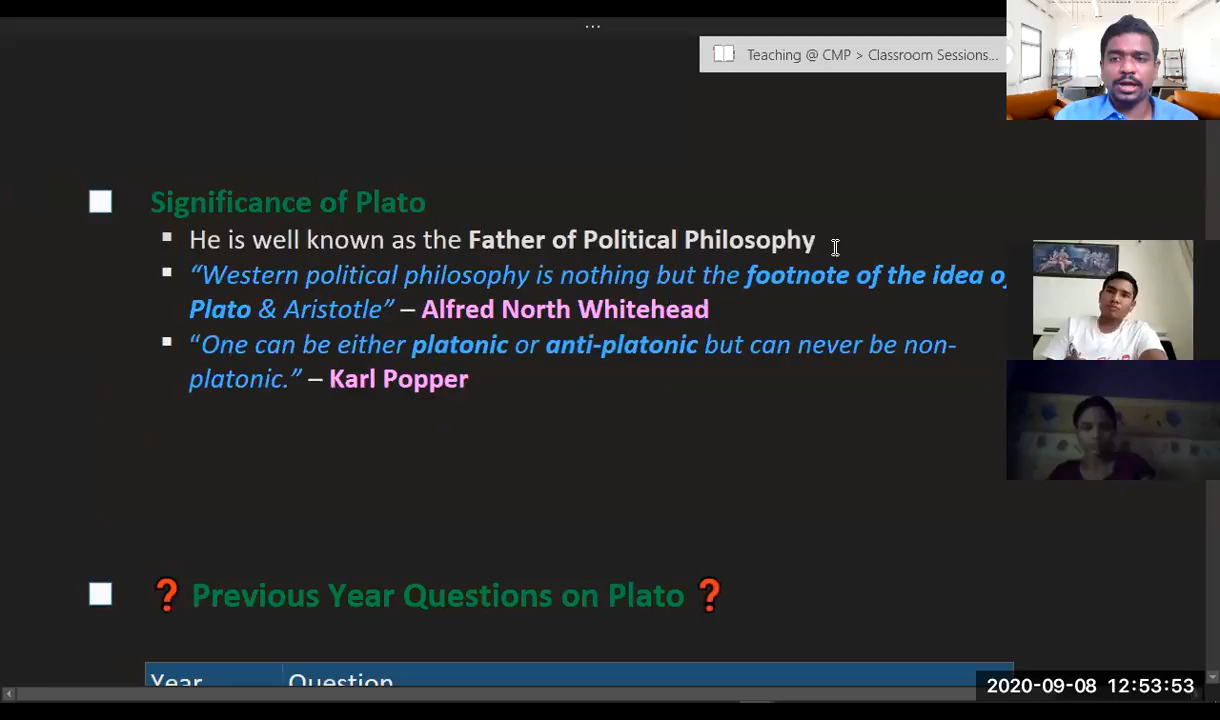 ...
Teaching @ CMP > Classroom Sessions...
Significance of Plato
▪ He is well known as the Father of Political Philosophy
▪ “Western political philosophy is nothing but the footnote of the idea of
Plato & Aristotle” – Alfred North Whitehead
▪ “One can be either platonic or anti-platonic but can never be non-
platonic.” – Karl Popper
❓ Previous Year Questions on Plato ❓
Year Question
2020-09-08 12:53:53